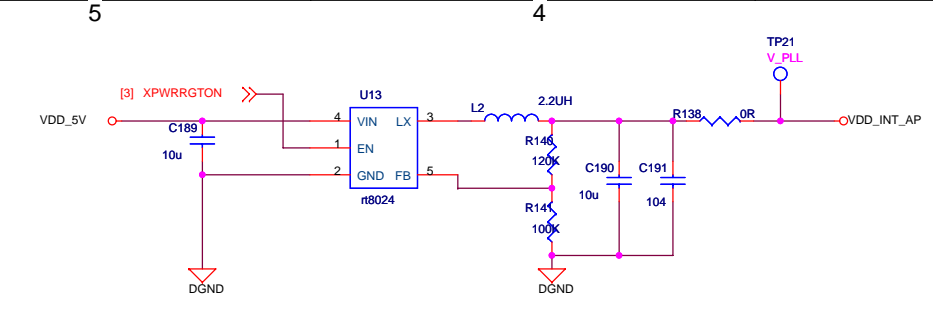 5
4
TP21
V_PLL
[3] XPWRRGTON
U13
L2
2.2UH
VDD_5V
C189
10u
4
VIN
LX
3
R138
0R
VDD_INT_AP
1
EN
R140
120K
2
GND
FB
5
C190
10u
C191
104
rt8024
R141
100K
DGND
DGND